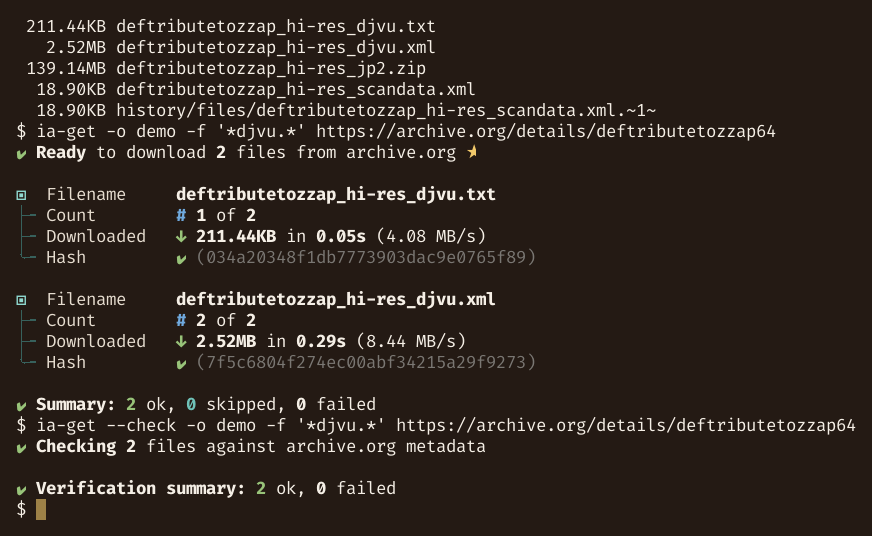 211.44KB deftributetozzap_hi-res_djvu.txt
2.52MB deftributetozzap_hi-res_djvu.xml
139.14MB deftributetozzap_hi-res_jp2.zip
18.90KB deftributetozzap_hi-res_scandata.xml
18.90KB history/files/deftributetozzap_hi-res_scandata.xml.~1~
$ ia-get -o demo -f '*djvu.*' https://archive.org/details/deftributetozzap64
✔ Ready to download 2 files from archive.org ★
Filename deftributetozzap_hi-res_djvu.txt
├╴ Count # 1 of 2
├╴ Downloaded ↓ 211.44KB in 0.05s (4.08 MB/s)
╰╴ Hash ✔ (034a20348f1db7773903dac9e0765f89)
Filename deftributetozzap_hi-res_djvu.xml
├╴ Count # 2 of 2
├╴ Downloaded ↓ 2.52MB in 0.29s (8.44 MB/s)
╰╴ Hash ✔ (7f5c6804f274ec00abf34215a29f9273)
✔ Summary: 2 ok, 0 skipped, 0 failed
$ ia-get --check -o demo -f '*djvu.*' https://archive.org/details/deftributetozzap64
✔ Checking 2 files against archive.org metadata
✔ Verification summary: 2 ok, 0 failed
$